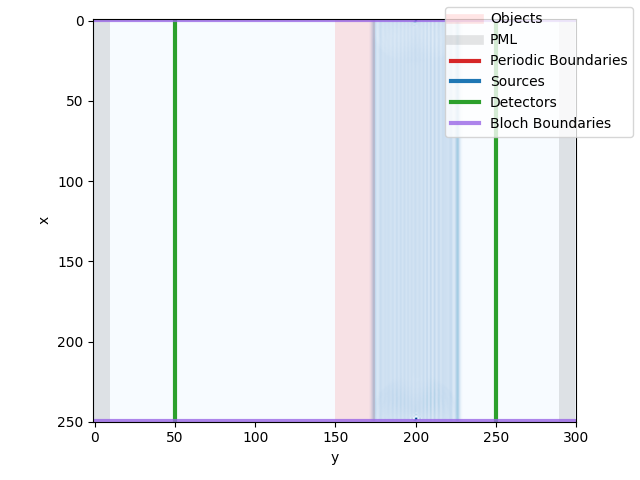 Objects
PML
Periodic Boundaries
Sources
Detectors
Bloch Boundaries
0
50
100
150
200
250
x
0
50
100
150
200
250
300
y